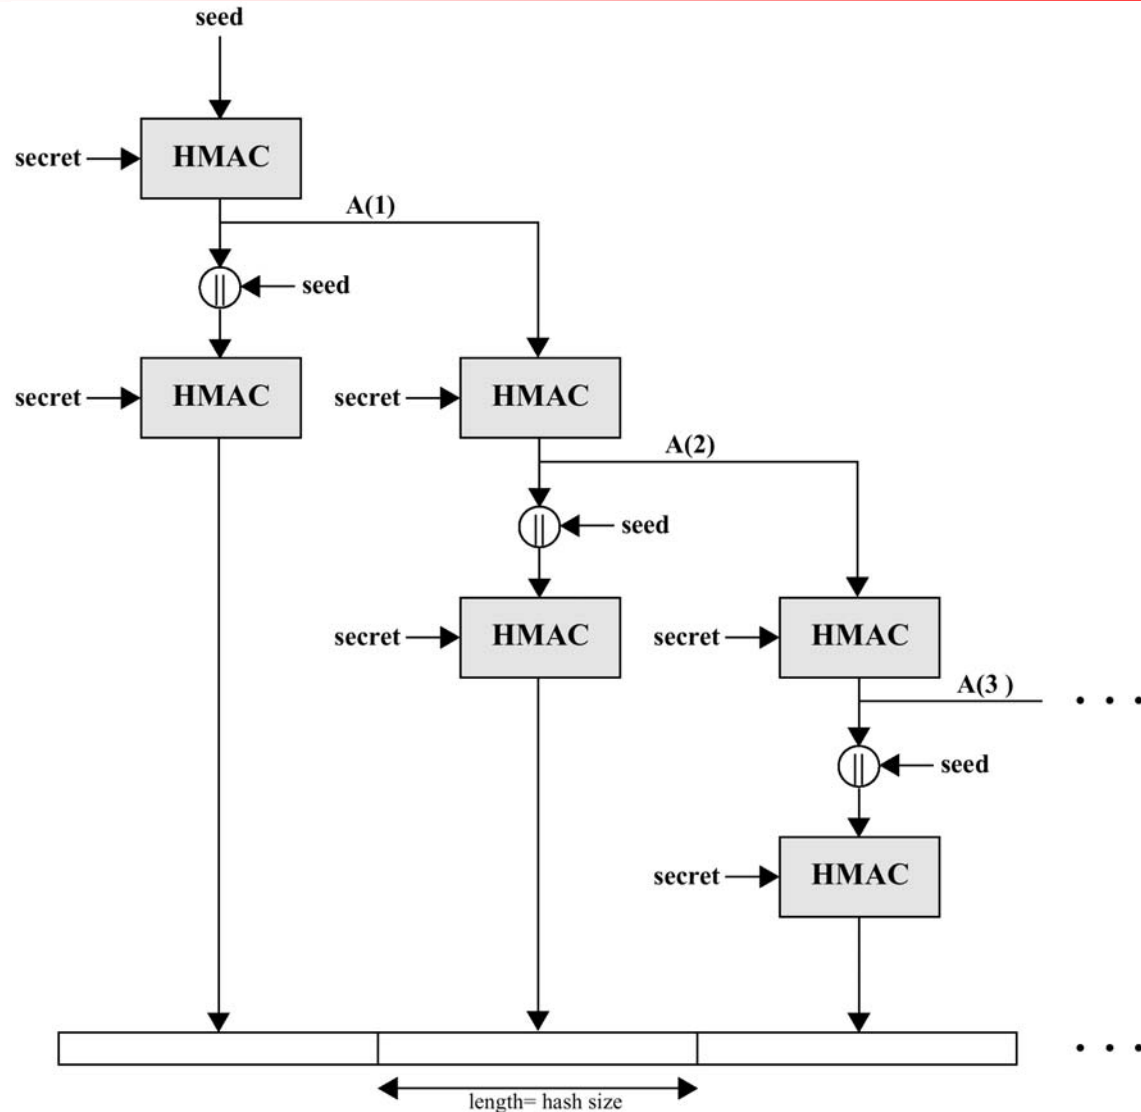 seed
secret HMAC
A(1)
|| seed
secret HMAC secret HMAC
A(2)
|| seed
secret HMAC secret HMAC
A(3 ) . . .
|| seed
secret HMAC
. . .
length= hash size